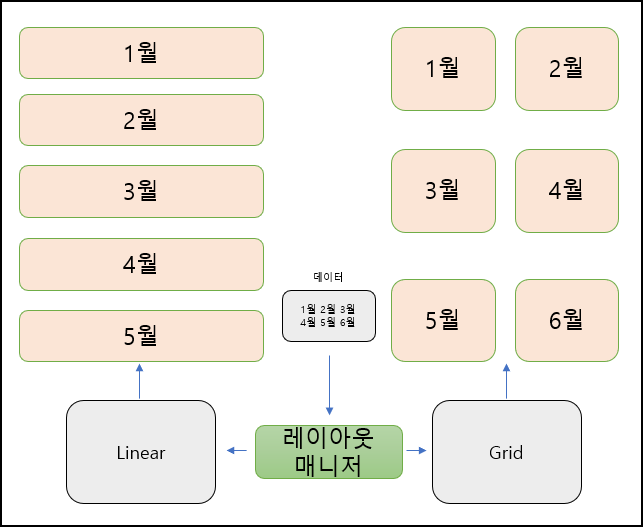 1월
2월
3월
4월
5월
1월 2월
3월 4월
5월 6월
데이터
1월 2월 3월
4월 5월 6월
Linear
레이아웃
매니저
Grid